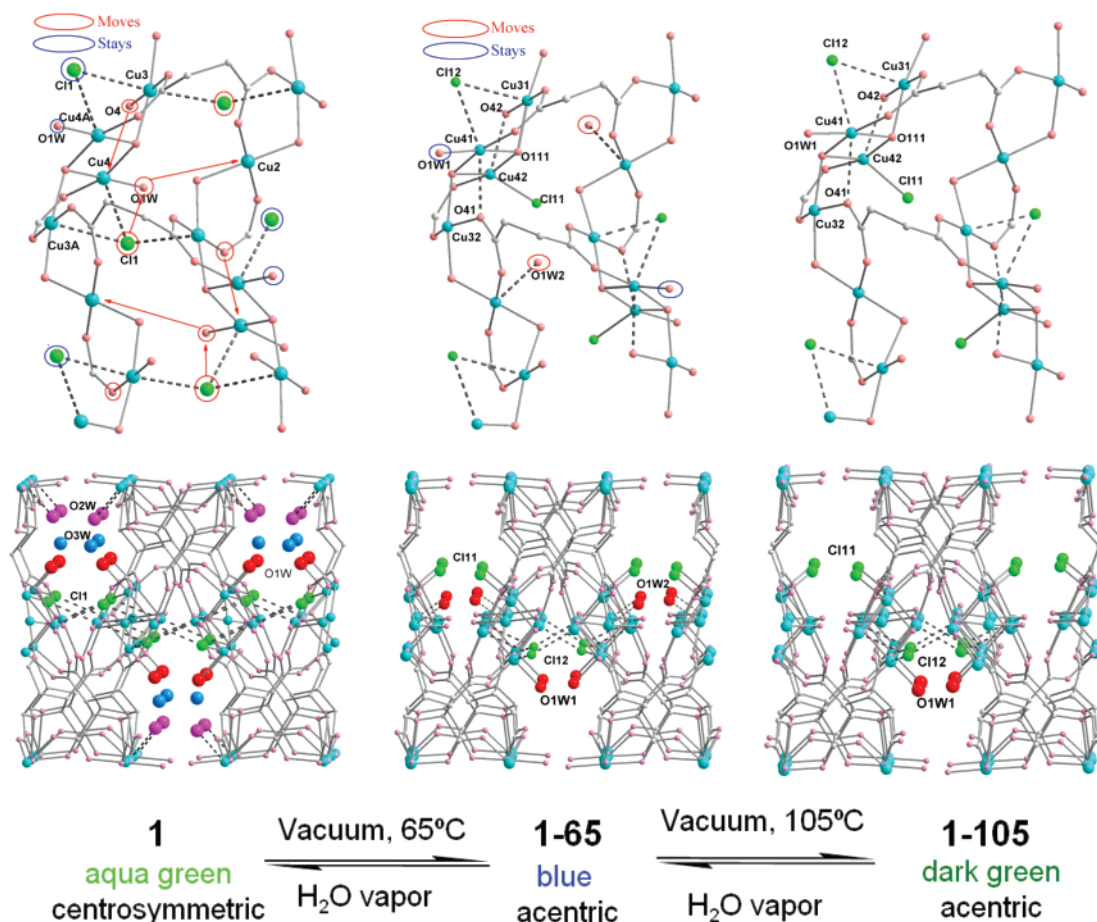 Moves
Stays
Cl1
Cu3
O4
Cu4A
O1W
Cu4
O1W
Cu2
Cu3A
Cl1
Moves
Stays
Cl12
Cu31
O42
Cu41
O1W1
O111
Cu42
Cl11
O41
Cu32
O1W2
Cl12
Cu31
O42
Cu41
O1W1
O111
Cu42
Cl11
O41
Cu32
O2W
O3W
O1W
Cl1
Cl11
O1W2
Cl12
O1W1
Cl11
Cl12
O1W1
1
Vacuum, 65ºC
1-65
Vacuum, 105ºC
1-105
aqua green
H₂O vapor
blue
H₂O vapor
dark green
centrosymmetric
acentric
acentric